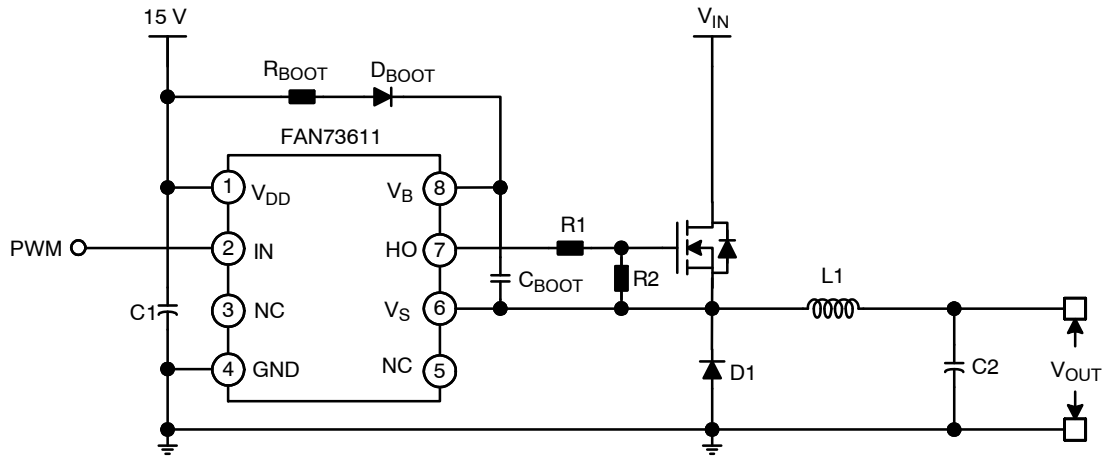 15 V
V_IN
R_BOOT
D_BOOT
FAN73611
1
V_DD
V_B
8
PWM
2
IN
HO
7
R1
R2
L1
C_BOOT
C1
3
NC
V_S
6
4
GND
NC
5
D1
C2
V_OUT